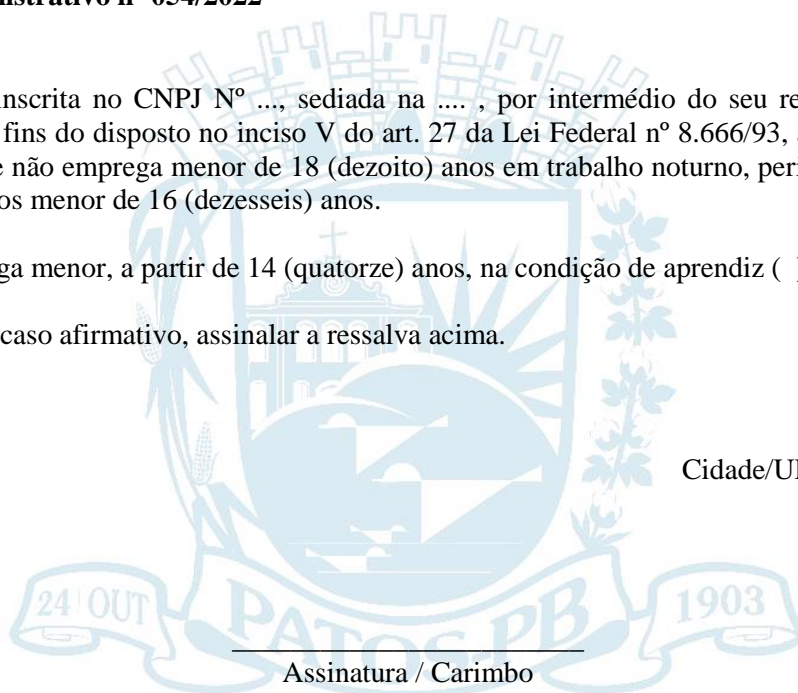 nistrativo nº 054/2022
inscrita no CNPJ Nº ..., sediada na .... , por intermédio do seu re
fins do disposto no inciso V do art. 27 da Lei Federal nº 8.666/93,
e não emprega menor de 18 (dezoito) anos em trabalho noturno, per
os menor de 16 (dezesseis) anos.
ga menor, a partir de 14 (quatorze) anos, na condição de aprendiz ( )
caso afirmativo, assinalar a ressalva acima.
Cidade/U
24 OUT
PATOS-PB
1903
Assinatura / Carimbo